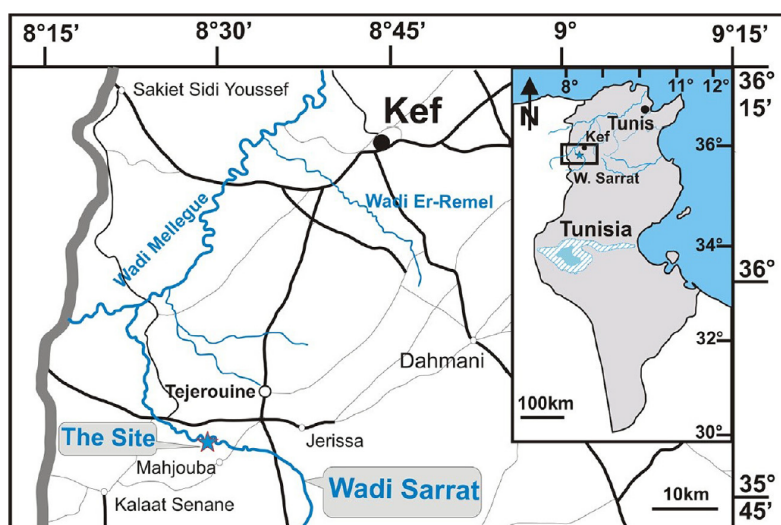 8°15′ 8°30′ 8°45′ 9° 9°15′
36°
15′
Sakiet Sidi Youssef
Kef
Wadi Mellegue
Wadi Er-Remel
Dahmani
Tejerouine
The Site
Jerissa
Mahjouba
Kalaat Senane
Wadi Sarrat
N
8° 11° 12°
Tunis
Kef
36°
W. Sarrat
Tunisia
34°
32°
30°
100km
36°
10km
35°
45′